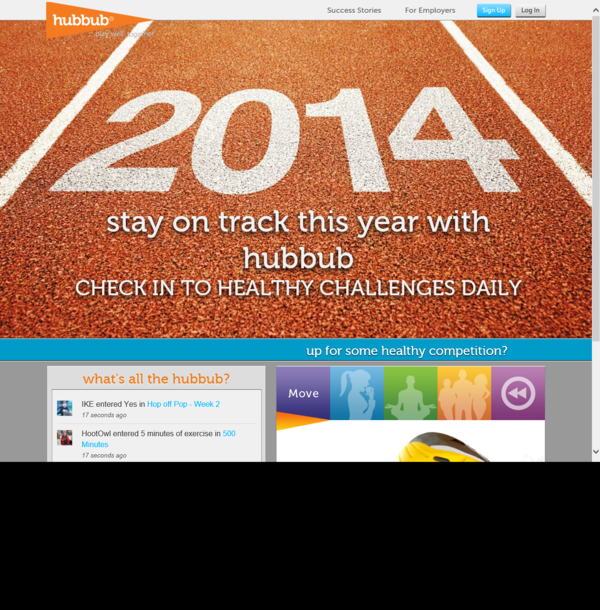 hubbub®
play well, together
Success Stories
For Employers
Sign Up
Log In
2014
stay on track this year with
hubbub
CHECK IN TO HEALTHY CHALLENGES DAILY
up for some healthy competition?
what's all the hubbub?
IKE entered Yes in Hop off Pop - Week 2
17 seconds ago
HootOwl entered 5 minutes of exercise in 500
Minutes
17 seconds ago
Move